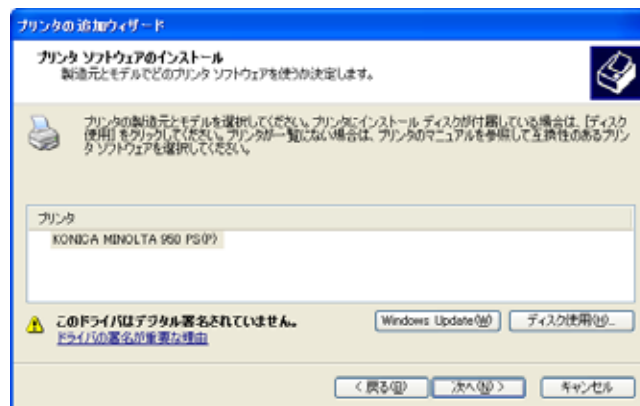 プリンタの追加ウィザード
プリンタ ソフトウェアのインストール
製造元とモデルでどのプリンタ ソフトウェアを使うか決定します。
プリンタの製造元とモデルを選択してください。プリンタにインストール ディスクが付属している場合は、[ディスク
使用] をクリックしてください。プリンタが一覧にない場合は、プリンタのマニュアルを参照して互換性のあるプリン
タ ソフトウェアを選択してください。
プリンタ
KONICA MINOLTA 950 PS(P)
このドライバはデジタル署名されていません。
ドライバの署名が重要な理由
Windows Update(W)
ディスク使用(H)...
< 戻る(B)
次へ(N) >
キャンセル